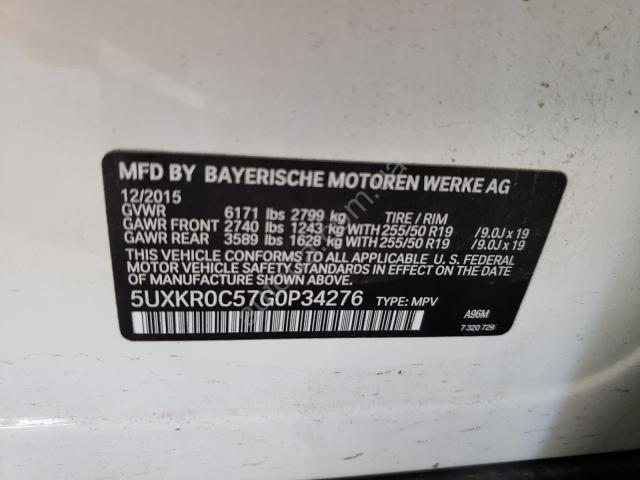 MFD BY BAYERISCHE MOTOREN WERKE AG
12/2015
GVWR 6171 lbs 2799 kg TIRE / RIM
GAWR FRONT 2740 lbs 1243 kg WITH 255/50 R19 /9.0J x 19
GAWR REAR 3589 lbs 1628 kg WITH 255/50 R19 /9.0J x 19
THIS VEHICLE CONFORMS TO ALL APPLICABLE U. S. FEDERAL
MOTOR VEHICLE SAFETY STANDARDS IN EFFECT ON THE DATE
OF MANUFACTURE SHOWN ABOVE.
5UXKR0C57G0P34276 TYPE: MPV
A96M
7 320 729